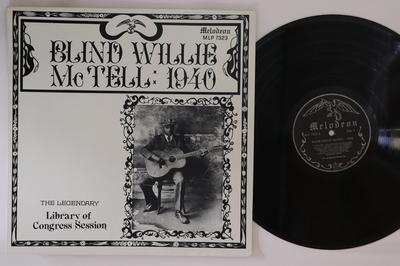 Melodeon
MLP 7323
BLIND WILLIE
McTELL: 1940
THE LEGENDARY
Library of
Congress Session
Melodeon